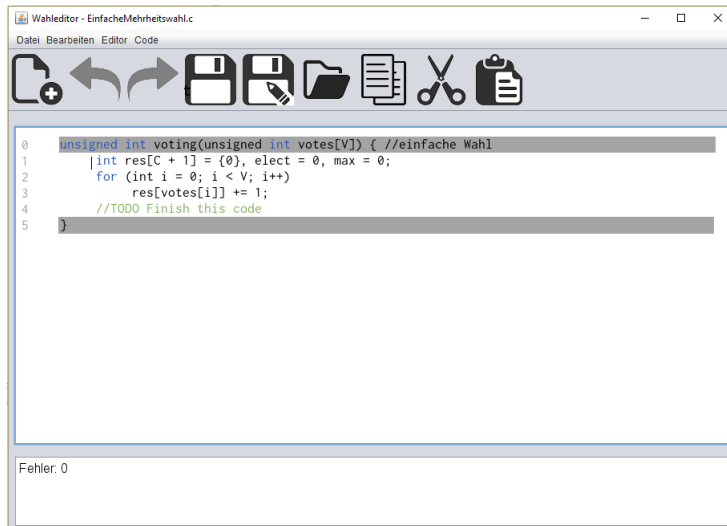 Wahleditor - EinfacheMehrheitswahl.c
Datei Bearbeiten Editor Code
0 unsigned int voting(unsigned int votes[V]) { //einfache Wahl
1 int res[C + 1] = {0}, elect = 0, max = 0;
2 for (int i = 0; i < V; i++)
3 res[votes[i]] += 1;
4 //TODO Finish this code
5 }
Fehler: 0